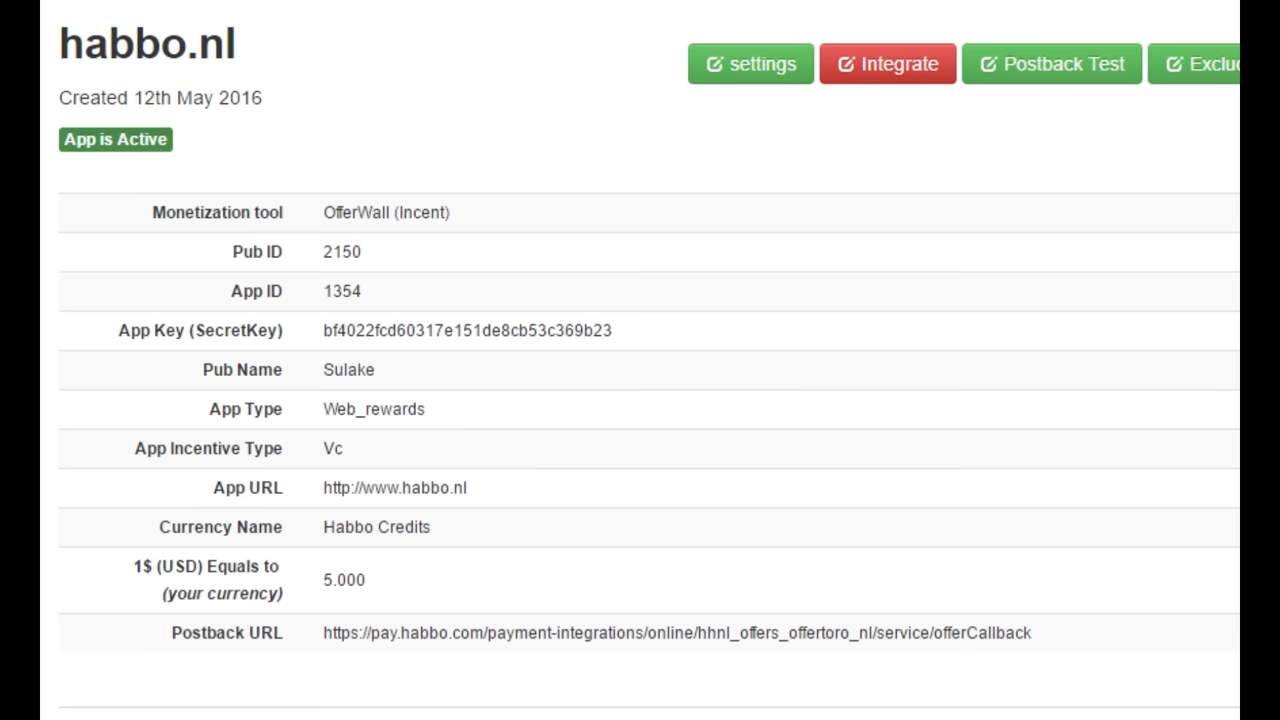 habbo.nl
settings Integrate Postback Test Exclu
Created 12th May 2016
App is Active
Monetization tool OfferWall (Incent)
Pub ID 2150
App ID 1354
App Key (SecretKey) bf4022fcd60317e151de8cb53c369b23
Pub Name Sulake
App Type Web_rewards
App Incentive Type Vc
App URL http://www.habbo.nl
Currency Name Habbo Credits
1$ (USD) Equals to
(your currency) 5.000
Postback URL https://pay.habbo.com/payment-integrations/online/hhnl_offers_offertoro_nl/service/offerCallback